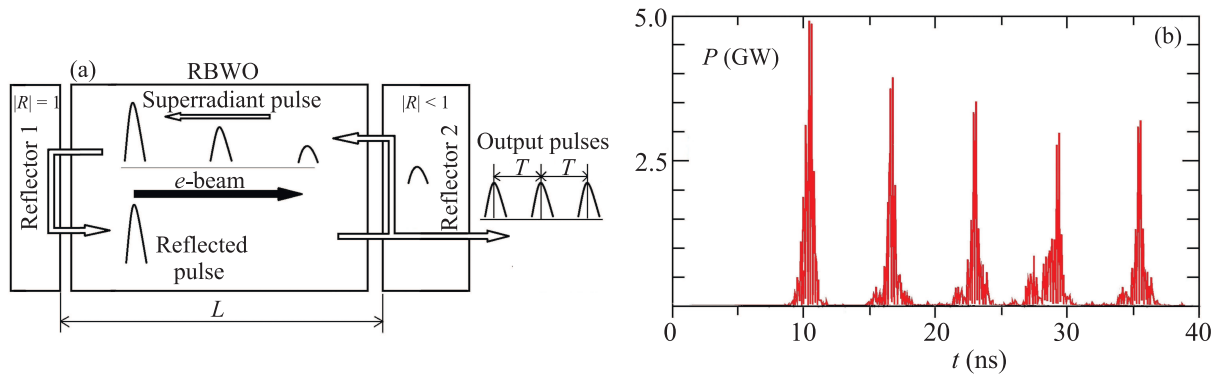 (a)
RBWO
|R| = 1
Reflector 1
Superradiant pulse
e-beam
Reflected
pulse
|R| < 1
Reflector 2
Output pulses
T
T
L
(b)
P (GW)
5.0
2.5
0
10
20
30
40
t (ns)